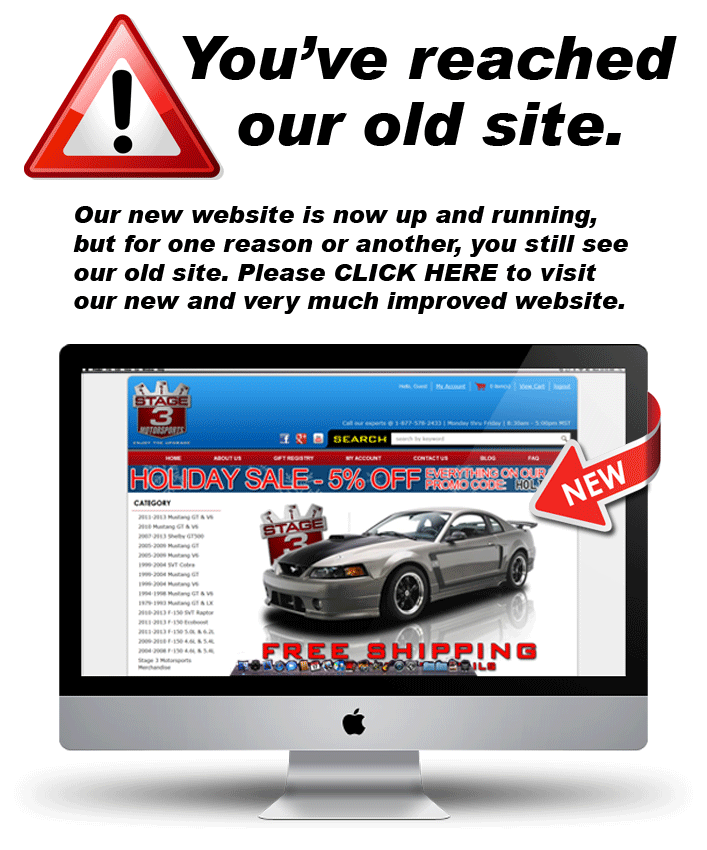 You've reached
our old site.
Our new website is now up and running,
but for one reason or another, you still see
our old site. Please CLICK HERE to visit
our new and very much improved website.
Hello, Guest My Account 0 item(s) View Cart logout
STAGE
3
MOTORSPORTS
ENJOY THE UPGRADE!
Call our experts @ 1-877-578-2433 | Monday thru Friday | 8:30am - 5:00pm MST
SEARCH search by keyword
HOME ABOUT US GIFT REGISTRY MY ACCOUNT CONTACT US BLOG FAQ
HOLIDAY SALE - 5% OFF EVERYTHING ON OUR
PROMO CODE: HOLI
NEW
CATEGORY
2011-2013 Mustang GT & V6
2010 Mustang GT & V6
2007-2013 Shelby GT500
2005-2009 Mustang GT
2005-2009 Mustang V6
1999-2004 SVT Cobra
1999-2004 Mustang GT
1999-2004 Mustang V6
1994-1998 Mustang GT & V6
1979-1993 Mustang GT & LX
2010-2013 F-150 SVT Raptor
2011-2013 F-150 EcoBoost
2011-2013 F-150 5.0L & 6.2L
2009-2010 F-150 4.6L & 5.4L
2004-2008 F-150 4.6L & 5.4L
Stage 3 Motorsports
Merchandise
STAGE
3
FREE SHIPPING